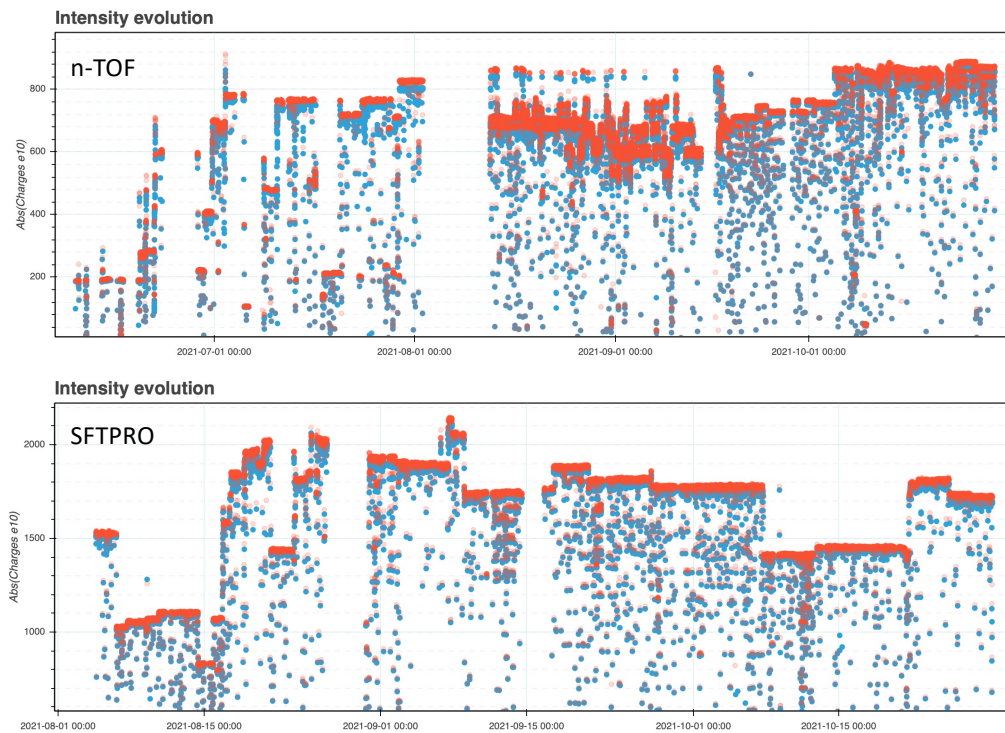 Intensity evolution
n-TOF
Abs(Charges e10)
800
600
400
200
2021-07-01 00:00 2021-08-01 00:00 2021-09-01 00:00 2021-10-01 00:00
Intensity evolution
SFTPRO
Abs(Charges e10)
2000
1500
1000
2021-08-01 00:00 2021-08-15 00:00 2021-09-01 00:00 2021-09-15 00:00 2021-10-01 00:00 2021-10-15 00:00